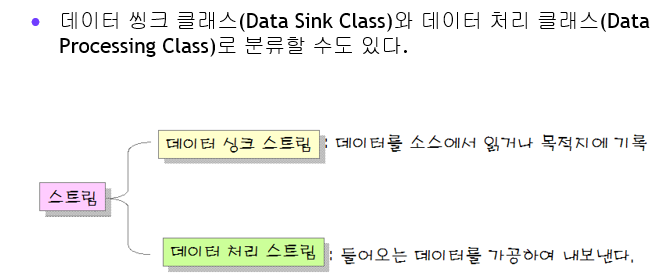 • 데이터 씽크 클래스(Data Sink Class)와 데이터 처리 클래스(Data
Processing Class)로 분류할 수도 있다.
데이터 싱크 스트림 : 데이터를 소스에서 읽거나 목적지에 기록
스트림
데이터 처리 스트림 : 들어오는 데이터를 가공하여 내보낸다.